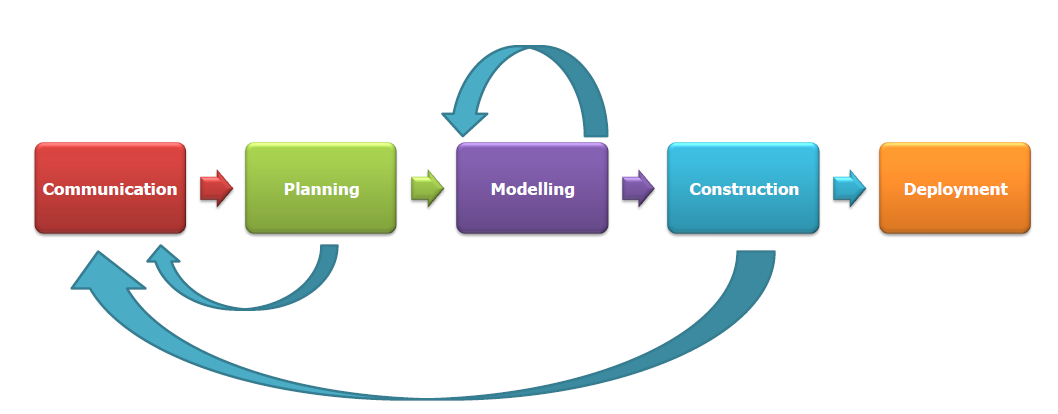 Communication
Planning
Modelling
Construction
Deployment